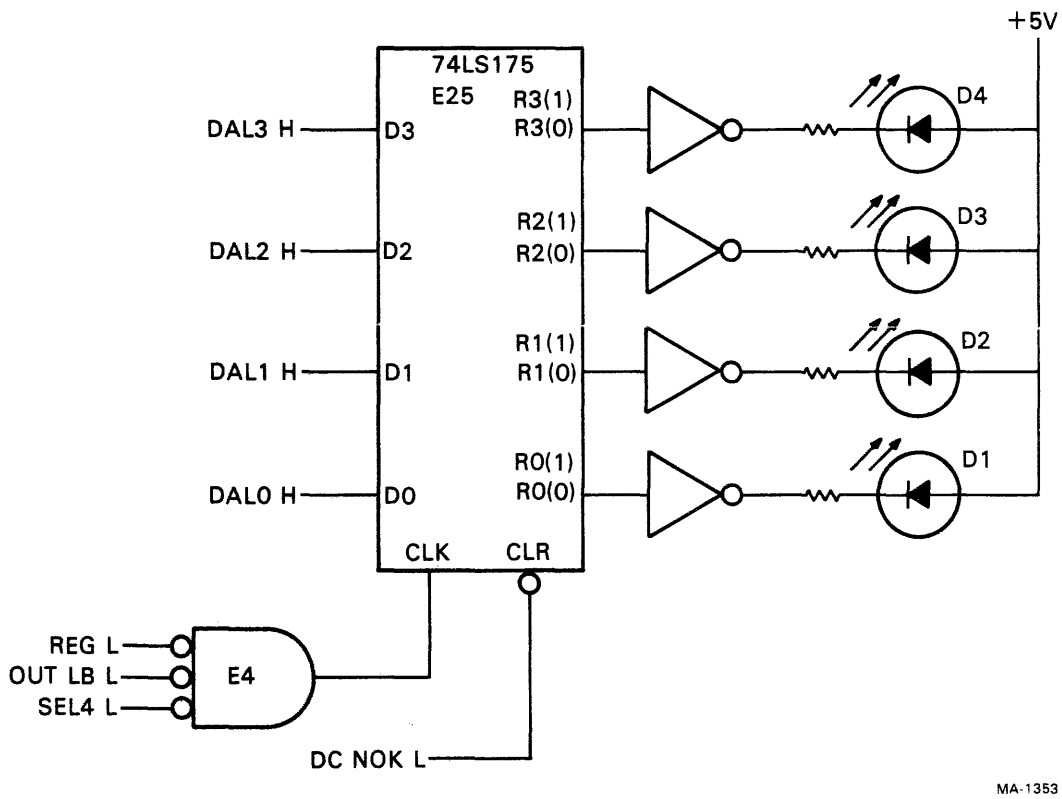 +5V
74LS175
E25
R3(1)
D4
DAL3 H
D3
R3(0)
R2(1)
D3
DAL2 H
D2
R2(0)
R1(1)
D2
DAL1 H
D1
R1(0)
R0(1)
D1
DAL0 H
D0
R0(0)
CLK
CLR
REG L
OUT LB L
E4
SEL4 L
DC NOK L
MA-1353